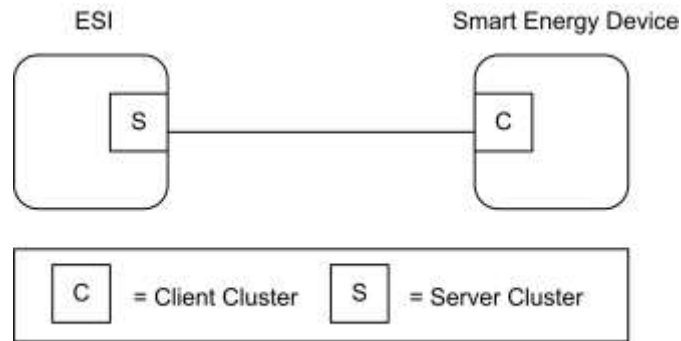 ESI
Smart Energy Device
S
C
C = Client Cluster
S = Server Cluster